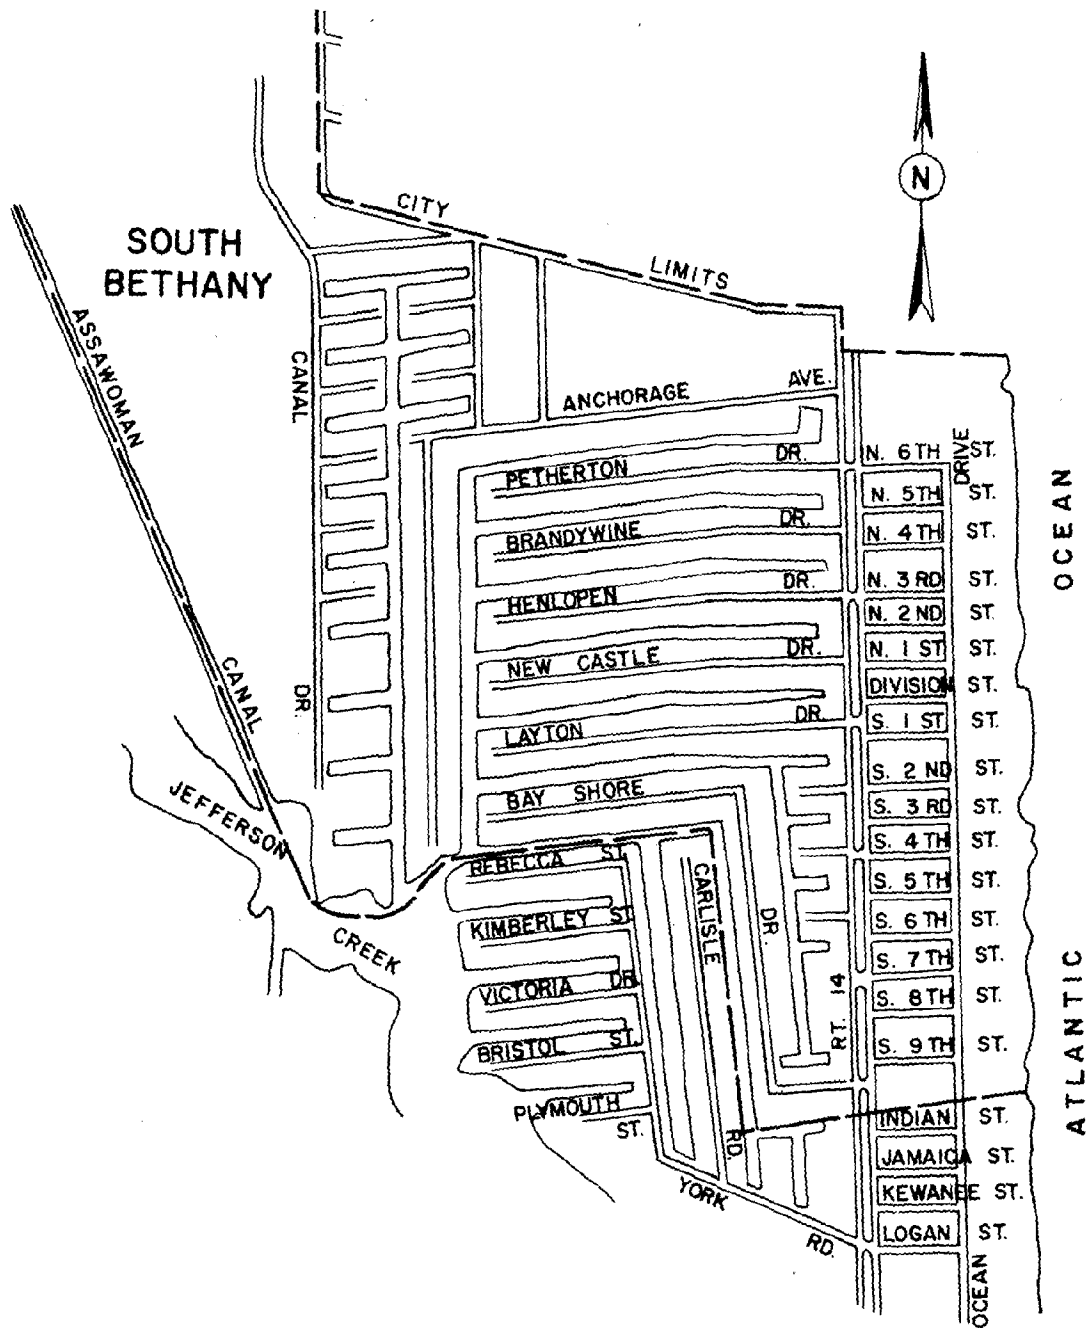 CITY
LIMITS
N
SOUTH
BETHANY
ASSAWOMAN
CANAL
CANAL
DR.
JEFFERSON
CREEK
ANCHORAGE AVE.
PETHERTON DR.
BRANDYWINE DR.
HENLOPEN DR.
NEW CASTLE DR.
LAYTON DR.
BAY SHORE DR.
REBECCA ST.
KIMBERLEY ST.
VICTORIA DR.
BRISTOL ST.
PLYMOUTH ST.
CARLISLE RD.
YORK RD.
RT. 14
N. 6TH ST.
N. 5TH ST.
N. 4TH ST.
N. 3RD ST.
N. 2ND ST.
N. 1ST ST.
DIVISION ST.
S. 1ST ST.
S. 2ND ST.
S. 3RD ST.
S. 4TH ST.
S. 5TH ST.
S. 6TH ST.
S. 7TH ST.
S. 8TH ST.
S. 9TH ST.
INDIAN ST.
JAMAICA ST.
KEWANEE ST.
LOGAN ST.
OCEAN DRIVE
ATLANTIC OCEAN